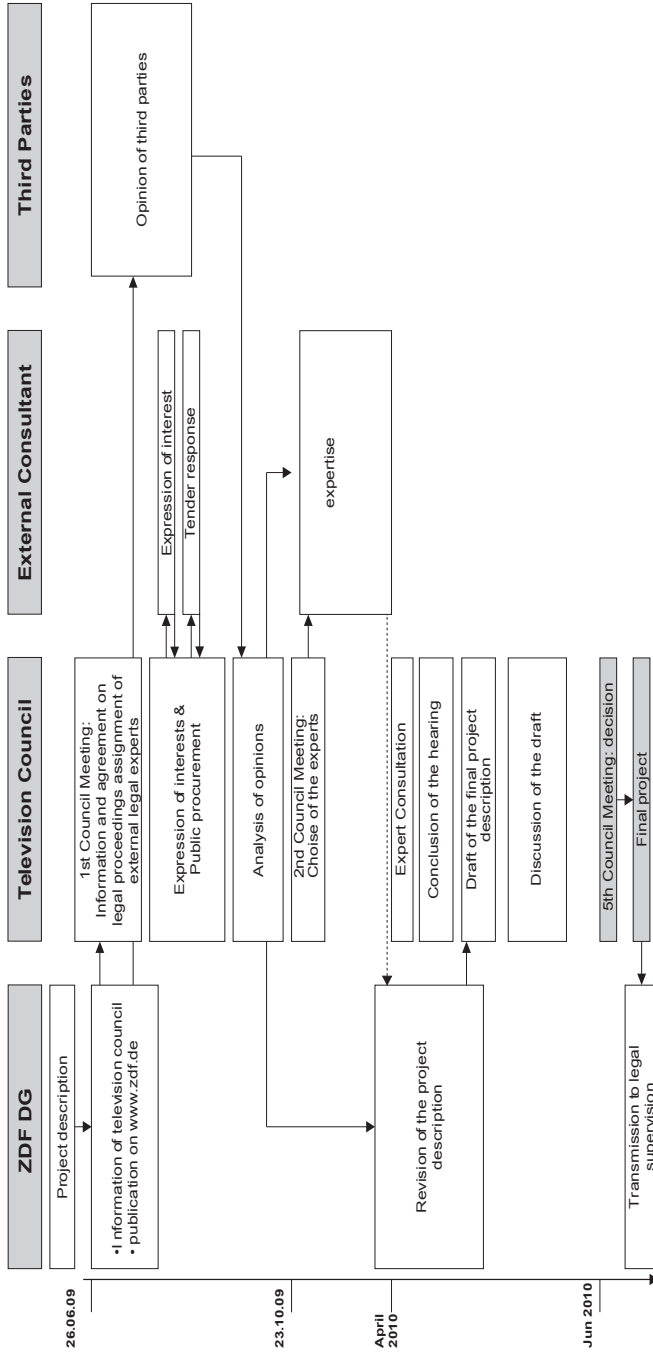 ZDF DG
Television Council
External Consultant
Third Parties
26.06.09
23.10.09
April
2010
Jun 2010
Project description
•Information of television council
• publication on www.zdf.de
1st Council Meeting:
Information and agreement on
legal proceedings assignment of
external legal experts
Opinion of third parties
Expression of interests &
Public procurement
Expression of interest
Tender response
Analysis of opinions
2nd Council Meeting:
Choise of the experts
expertise
Revision of the project
description
Expert Consultation
Conclusion of the hearing
Draft of the final project
description
Discussion of the draft
5th Council Meeting: decision
Final project
Transmission to legal
supervision